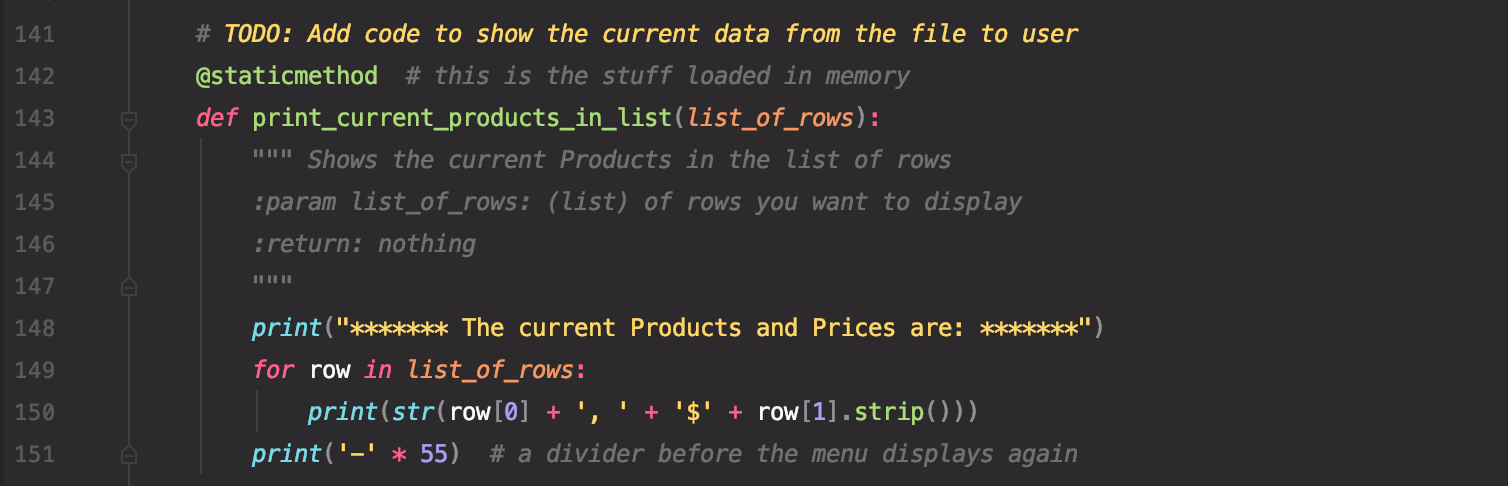 141 # TODO: Add code to show the current data from the file to user
142 @staticmethod  # this is the stuff loaded in memory
143 def print_current_products_in_list(list_of_rows):
144     """ Shows the current Products in the list of rows
145     :param list_of_rows: (list) of rows you want to display
146     :return: nothing
147     """
148     print("******* The current Products and Prices are: *******")
149     for row in list_of_rows:
150         print(str(row[0] + ', ' + '$' + row[1].strip()))
151     print('-' * 55)  # a divider before the menu displays again